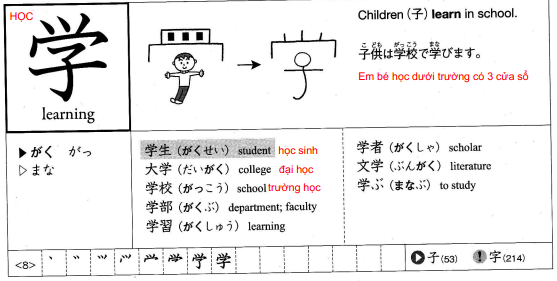 HỌC
学
learning
Children (子) learn in school.
こ ども がっこう まな
子供は学校で学びます。
Em bé học dưới trường có 3 cửa sổ
▶がく がっ
▷まな
学生(がくせい) student học sinh
大学(だいがく) college đại học
学校(がっこう) school trường học
学部(がくぶ) department; faculty
学習(がくしゅう) learning
学者(がくしゃ) scholar
文学(ぶんがく) literature
学ぶ(まなぶ) to study
<8>
子(53) 字(214)